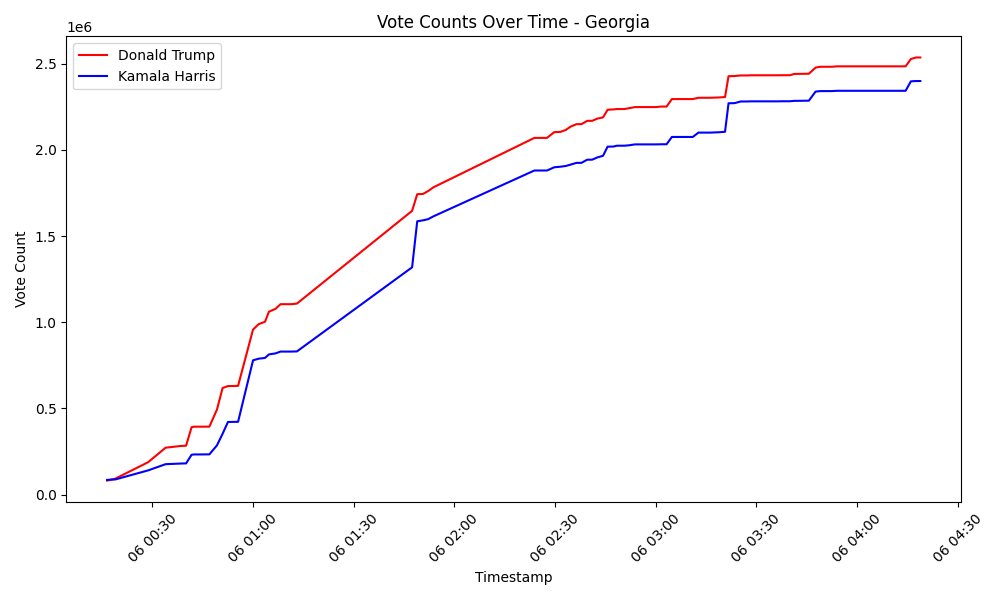 Vote Counts Over Time - Georgia
1e6
Donald Trump
Kamala Harris
2.5
2.0
1.5
1.0
0.5
0.0
Vote Count
06 00:30
06 01:00
06 01:30
06 02:00
06 02:30
06 03:00
06 03:30
06 04:00
06 04:30
Timestamp